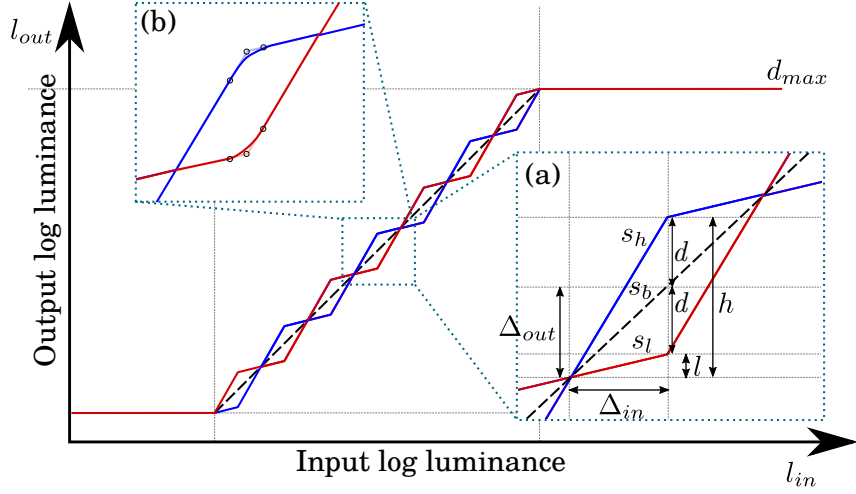 l_out
(b)
d_max
(a)
s_h
d
s_b
d
h
Δ_out
s_l
l
Δ_in
Output log luminance
Input log luminance
l_in